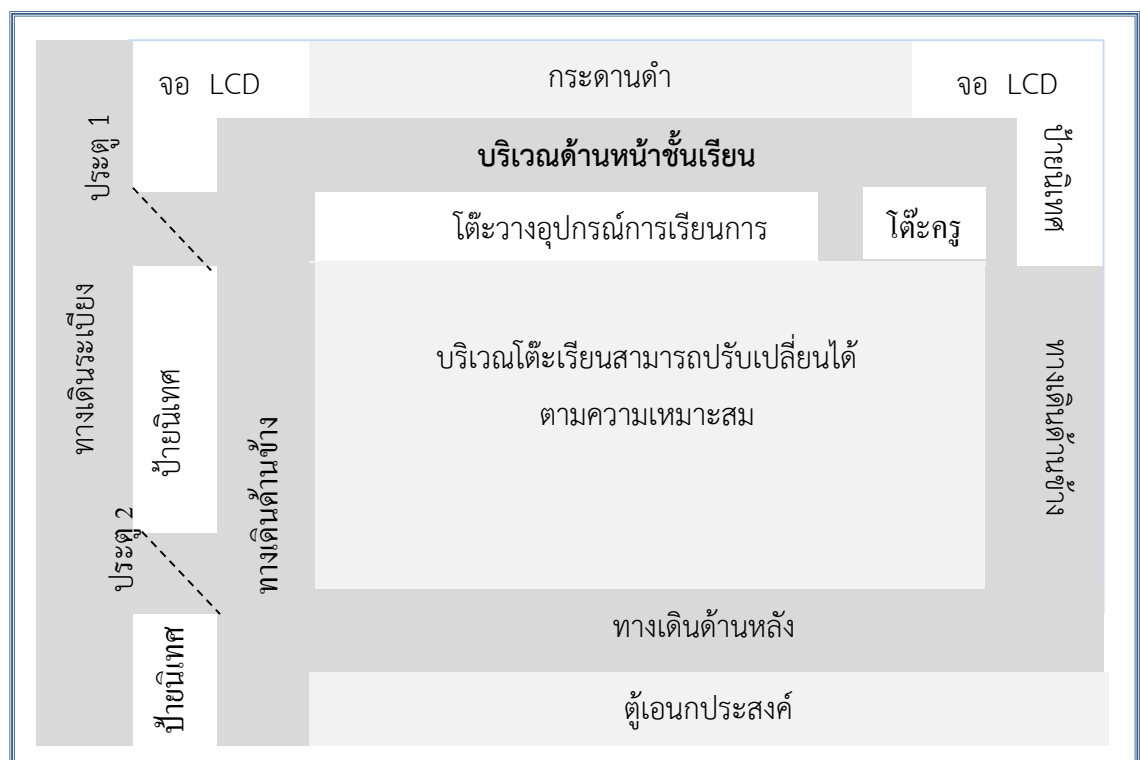 จอ LCD
กระดานดำ
จอ LCD
ประตู 1
บริเวณด้านหน้าชั้นเรียน
ป้ายนิเทศ
โต๊ะวางอุปกรณ์การเรียนการ
โต๊ะครู
ทางเดินระเบียง
บริเวณโต๊ะเรียนสามารถปรับเปลี่ยนได้
ตามความเหมาะสม
ป้ายนิเทศ
ทางเดินด้านข้าง
ทางเดินด้านข้าง
ประตู 2
ทางเดินด้านหลัง
ป้ายนิเทศ
ตู้เอนกประสงค์